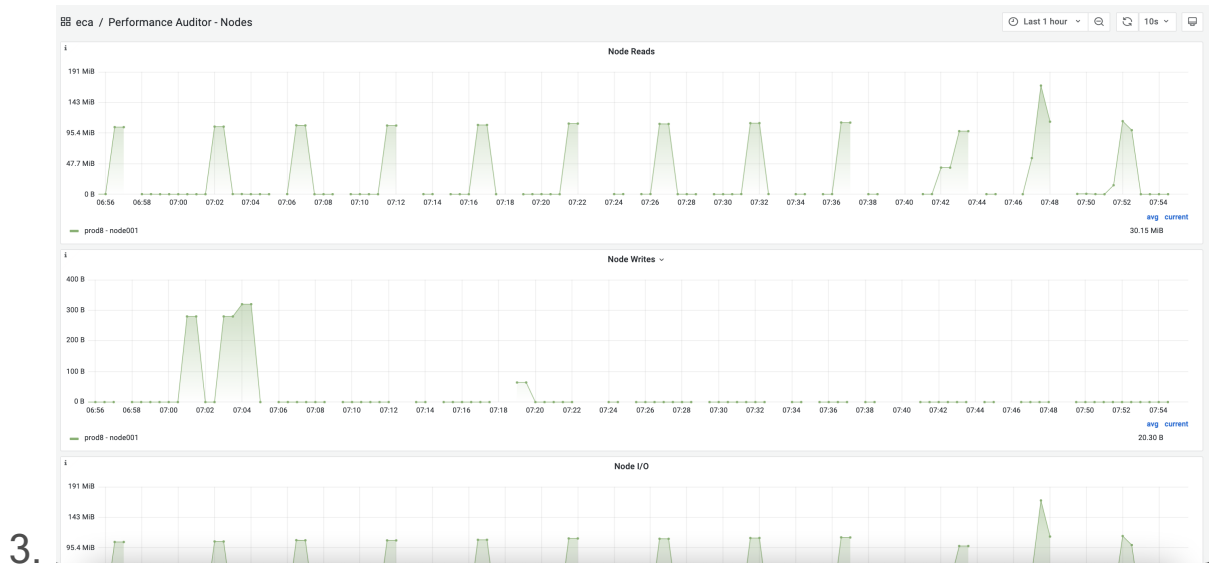 eca / Performance Auditor - Nodes
Last 1 hour
10s
i
Node Reads
191 MiB
143 MiB
95.4 MiB
47.7 MiB
0 B
06:56 06:58 07:00 07:02 07:04 07:06 07:08 07:10 07:12 07:14 07:16 07:18 07:20 07:22 07:24 07:26 07:28 07:30 07:32 07:34 07:36 07:38 07:40 07:42 07:44 07:46 07:48 07:50 07:52 07:54
avg current
prod8 - node001 30.15 MiB
i
Node Writes
400 B
300 B
200 B
100 B
0 B
06:56 06:58 07:00 07:02 07:04 07:06 07:08 07:10 07:12 07:14 07:16 07:18 07:20 07:22 07:24 07:26 07:28 07:30 07:32 07:34 07:36 07:38 07:40 07:42 07:44 07:46 07:48 07:50 07:52 07:54
avg current
prod8 - node001 20.30 B
i
Node I/O
191 MiB
143 MiB
95.4 MiB
3.